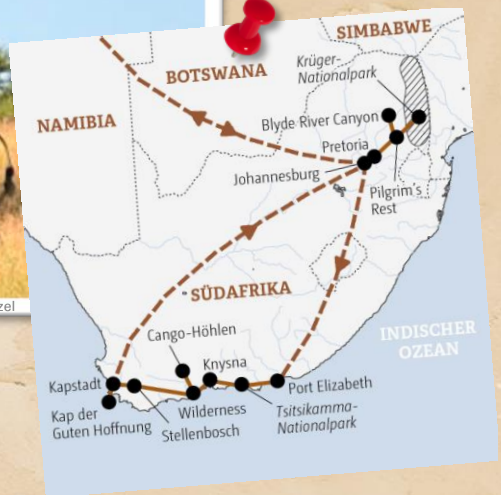 SIMBABWE
Krüger-
Nationalpark
BOTSWANA
NAMIBIA
Blyde River Canyon
Pretoria
Johannesburg
Pilgrim's
Rest
SÜDAFRIKA
INDISCHER
OZEAN
Cango-Höhlen
Knysna
Kapstadt
Port Elizabeth
Kap der
Guten Hoffnung
Wilderness
Tsitsikamma-
Nationalpark
Stellenbosch
zel